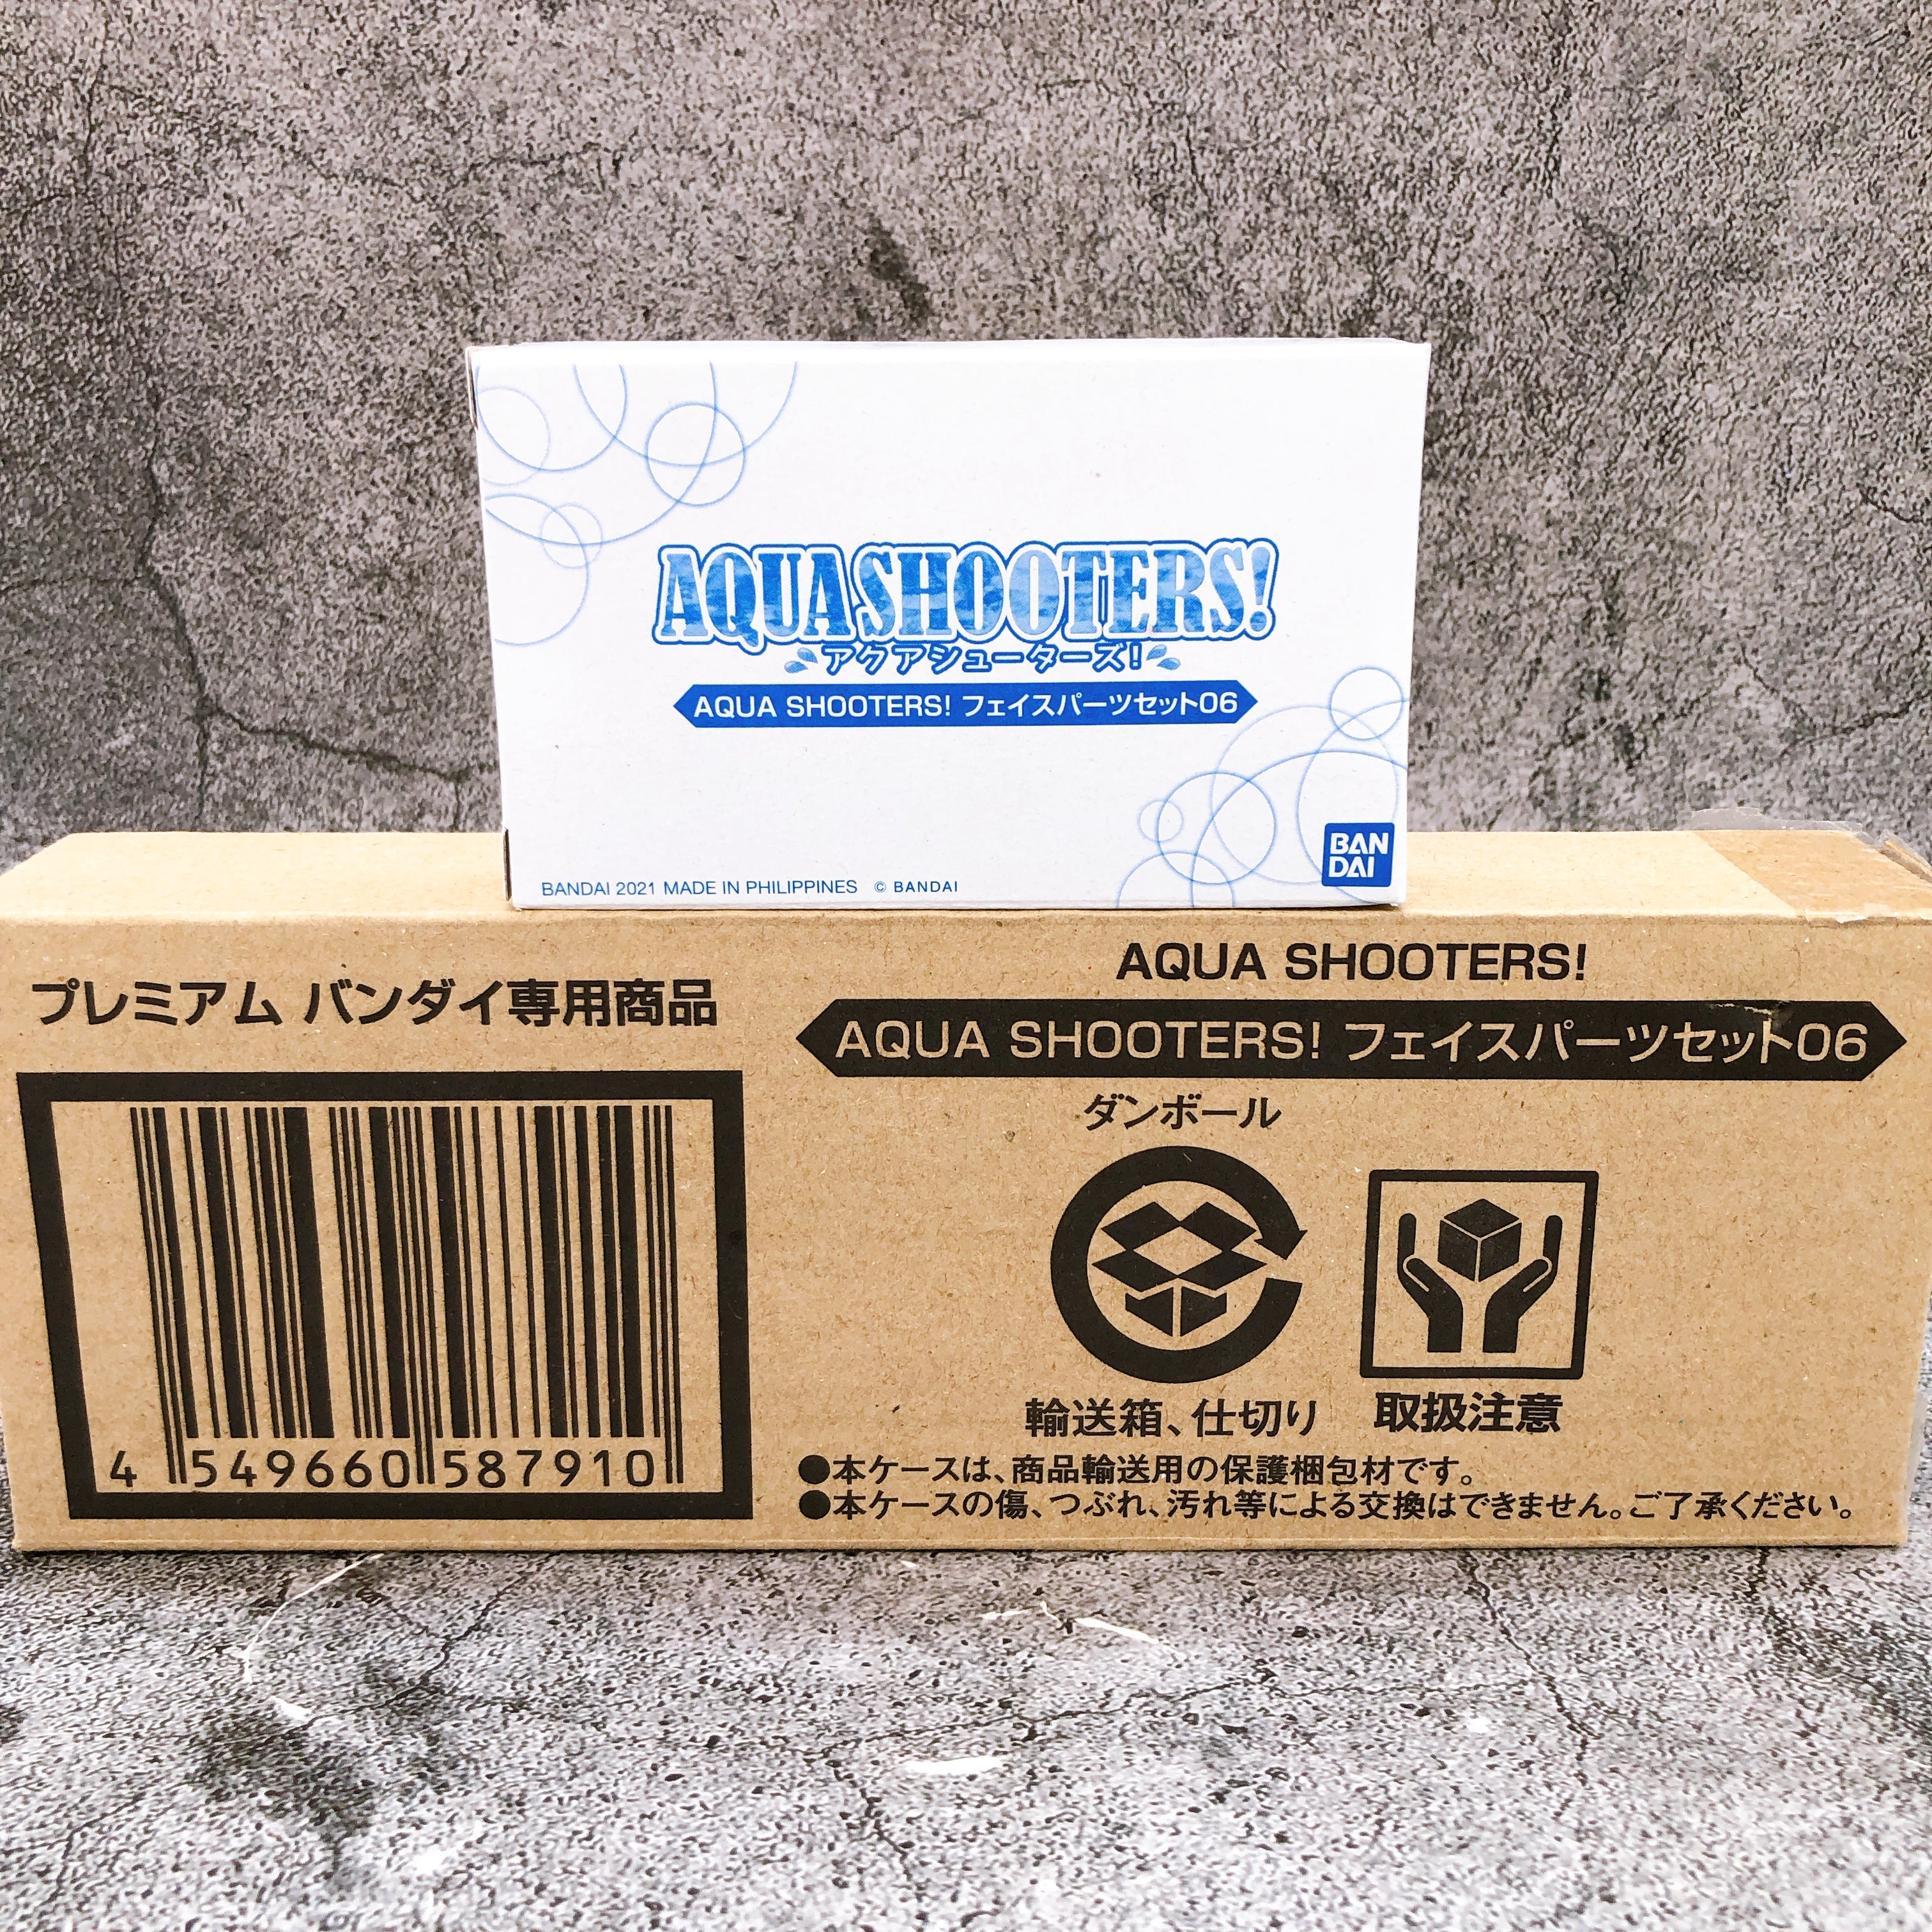 AQUA SHOOTERS!
アクアシューターズ!
AQUA SHOOTERS! フェイスパーツセット06
BANDAI 2021 MADE IN PHILIPPINES © BANDAI
BAN
DAI
プレミアム バンダイ専用商品
4 549660 587910
AQUA SHOOTERS!
AQUA SHOOTERS! フェイスパーツセット06
ダンボール
輸送箱、仕切り
取扱注意
●本ケースは、商品輸送用の保護梱包材です。
●本ケースの傷、つぶれ、汚れ等による交換はできません。ご了承ください。